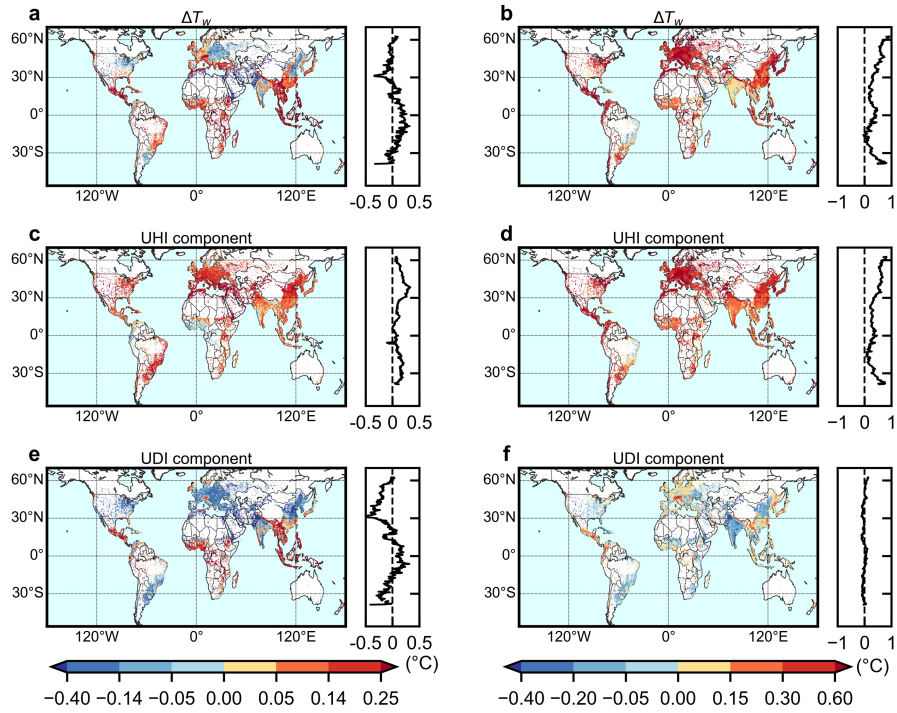 a ΔTw b ΔTw
60°N 60°N
30°N 30°N
0° 0°
30°S 30°S
120°W 0° 120°E -0.5 0 0.5 120°W 0° 120°E −1 0 1
c UHI component d UHI component
60°N 60°N
30°N 30°N
0° 0°
30°S 30°S
120°W 0° 120°E -0.5 0 0.5 120°W 0° 120°E −1 0 1
e UDI component f UDI component
60°N 60°N
30°N 30°N
0° 0°
30°S 30°S
120°W 0° 120°E -0.5 0 0.5 120°W 0° 120°E −1 0 1
(°C) (°C)
−0.40 −0.14 −0.05 0.00 0.05 0.14 0.25 −0.40 −0.20 −0.05 0.00 0.15 0.30 0.60